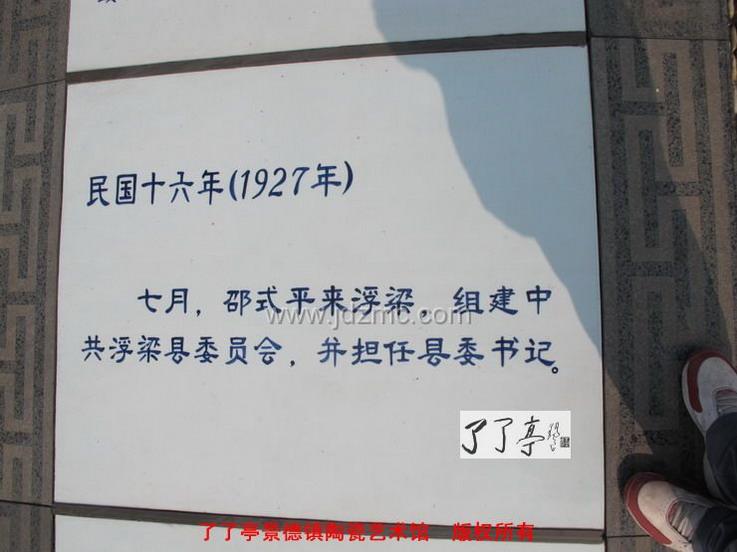 民国十六年(1927年)
七月，邵式平来浮梁，组建中
www.jdzmc.com
共浮梁县委员会，并担任县委书记。
了了亭
了了亭景德镇陶瓷艺术馆 版权所有